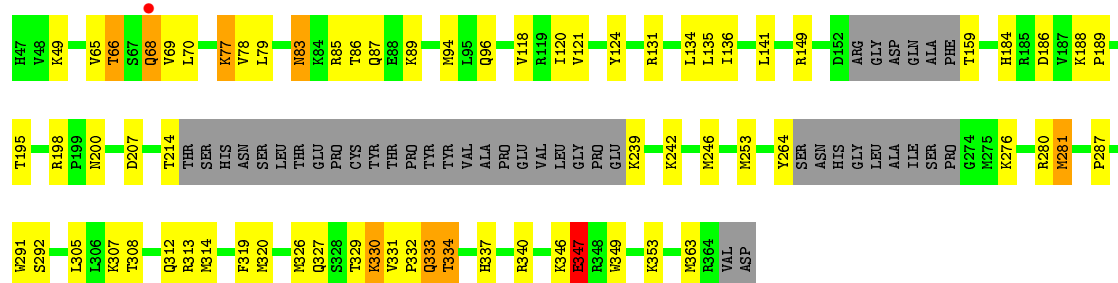 H47 V48 K49 V65 T66 S67 Q68 V69 L70 K77 V78 L79 N83 K84 R85 T86 Q87 E88 K89 M94 L95 Q96 V118 R119 I120 V121 Y124 R131 L134 L135 I136 L141 R149 D152 ARG GLY ASP GLN ALA PHE T159 H184 R185 D186 V187 K188 P189
T195 R198 P199 N200 D207 T214 THR SER HIS ASN SER LEU THR GLU PRO CYS TYR THR PRO TYR TYR VAL ALA PRO GLU VAL LEU GLY PRO GLU K239 K242 M246 M253 Y264 SER ASN HIS GLY LEU ALA ILE SER PRO G274 M275 K276 R280 M281 P287
W291 S292 L305 L306 K307 T308 Q312 R313 M314 F319 M320 M326 Q327 S328 T329 K330 V331 P332 Q333 T334 H337 R340 K346 E347 R348 W349 K353 M363 R364 VAL ASP